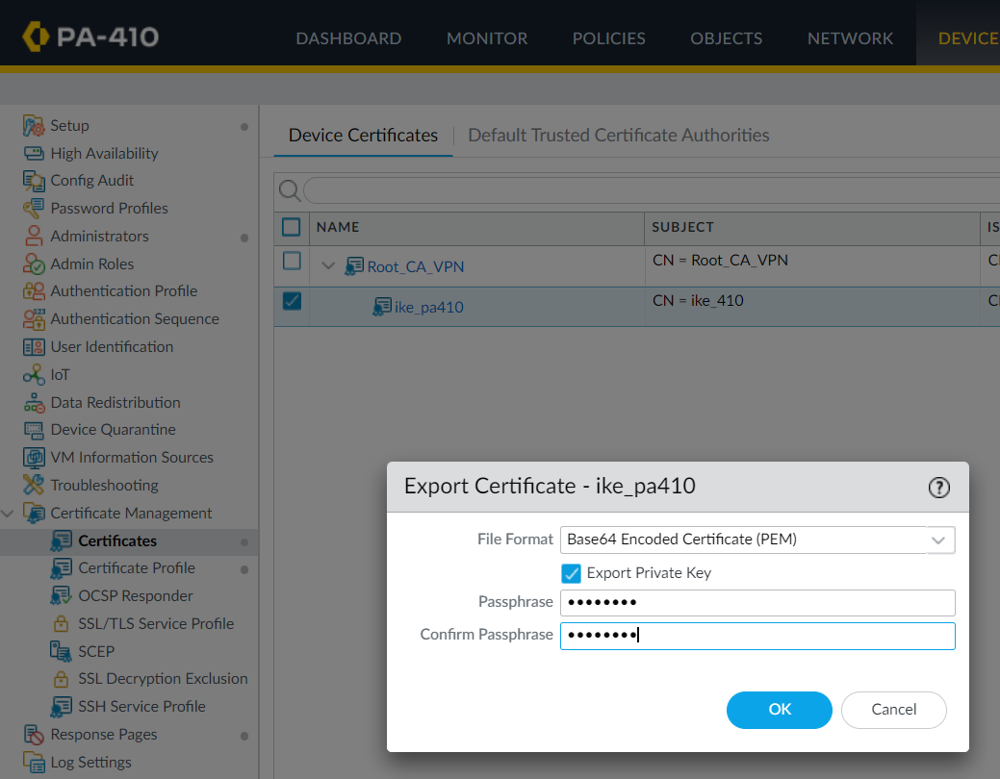 PA-410
DASHBOARD MONITOR POLICIES OBJECTS NETWORK DEVICE
Setup
High Availability
Config Audit
Password Profiles
Administrators
Admin Roles
Authentication Profile
Authentication Sequence
User Identification
IoT
Data Redistribution
Device Quarantine
VM Information Sources
Troubleshooting
Certificate Management
Certificates
Certificate Profile
OCSP Responder
SSL/TLS Service Profile
SCEP
SSL Decryption Exclusion
SSH Service Profile
Response Pages
Log Settings
Device Certificates Default Trusted Certificate Authorities
NAME SUBJECT IS
Root_CA_VPN CN = Root_CA_VPN C
ike_pa410 CN = ike_410 C
Export Certificate - ike_pa410 ?
File Format Base64 Encoded Certificate (PEM)
Export Private Key
Passphrase ••••••••
Confirm Passphrase ••••••••
OK Cancel